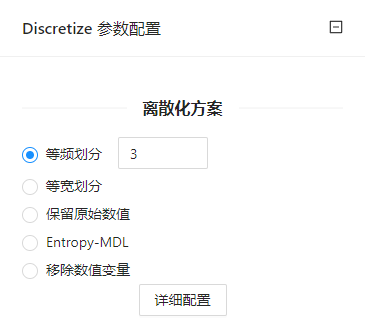 Discretize 参数配置
离散化方案
等频划分 3
等宽划分
保留原始数值
Entropy-MDL
移除数值变量
详细配置